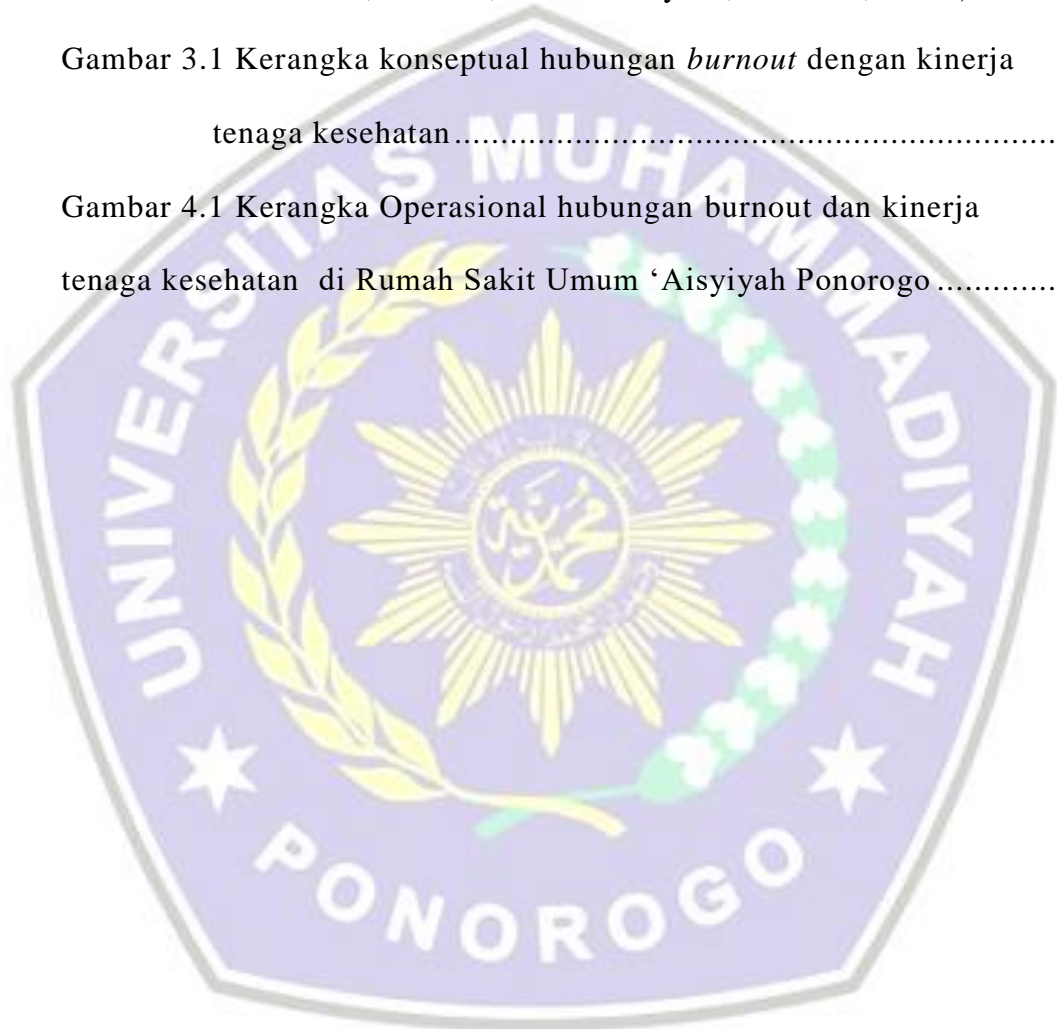 Gambar 3.1 Kerangka konseptual hubungan burnout dengan kinerja
tenaga kesehatan ................................................................
Gambar 4.1 Kerangka Operasional hubungan burnout dan kinerja
tenaga kesehatan di Rumah Sakit Umum ‘Aisyiyah Ponorogo .............
UNIVERSITAS MUHAMMADIYAH
PONOROGO